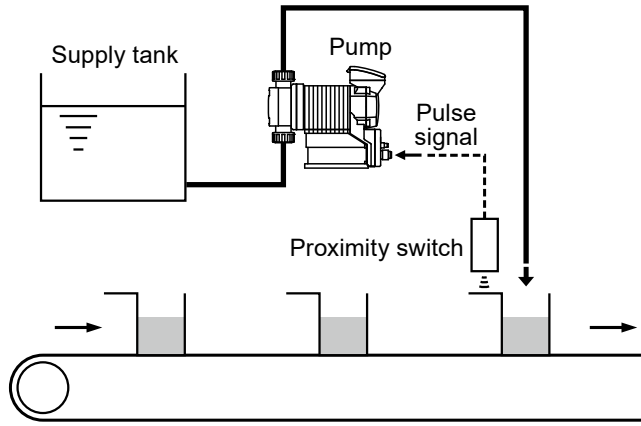 Supply tank
Pump
Pulse
signal
Proximity switch